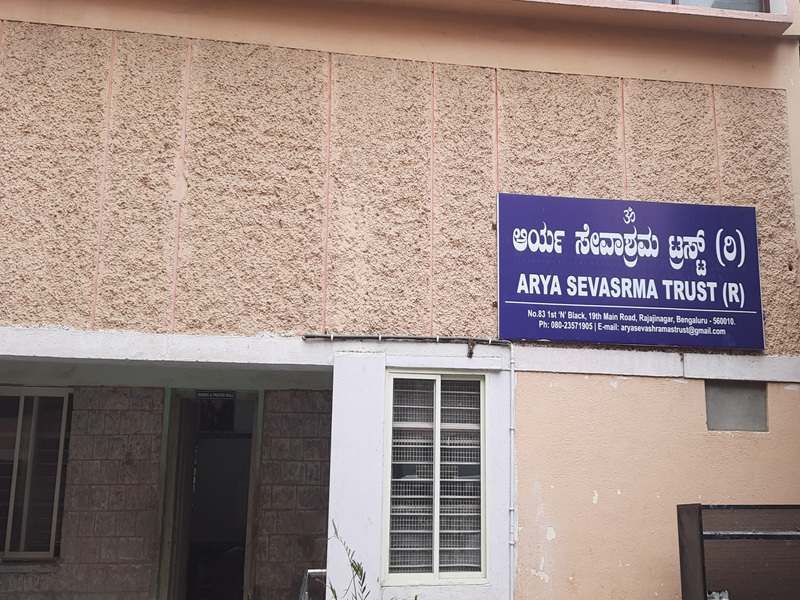 ॐ
ಆರ್ಯ ಸೇವಾಶ್ರಮ ಟ್ರಸ್ಟ್ (ರಿ)
ARYA SEVASRMA TRUST (R)
No.83 1st 'N' Black, 19th Main Road, Rajajinagar, Bengaluru - 560010.
Ph: 080-23571905 | E-mail: aryasevashramastrust@gmail.com